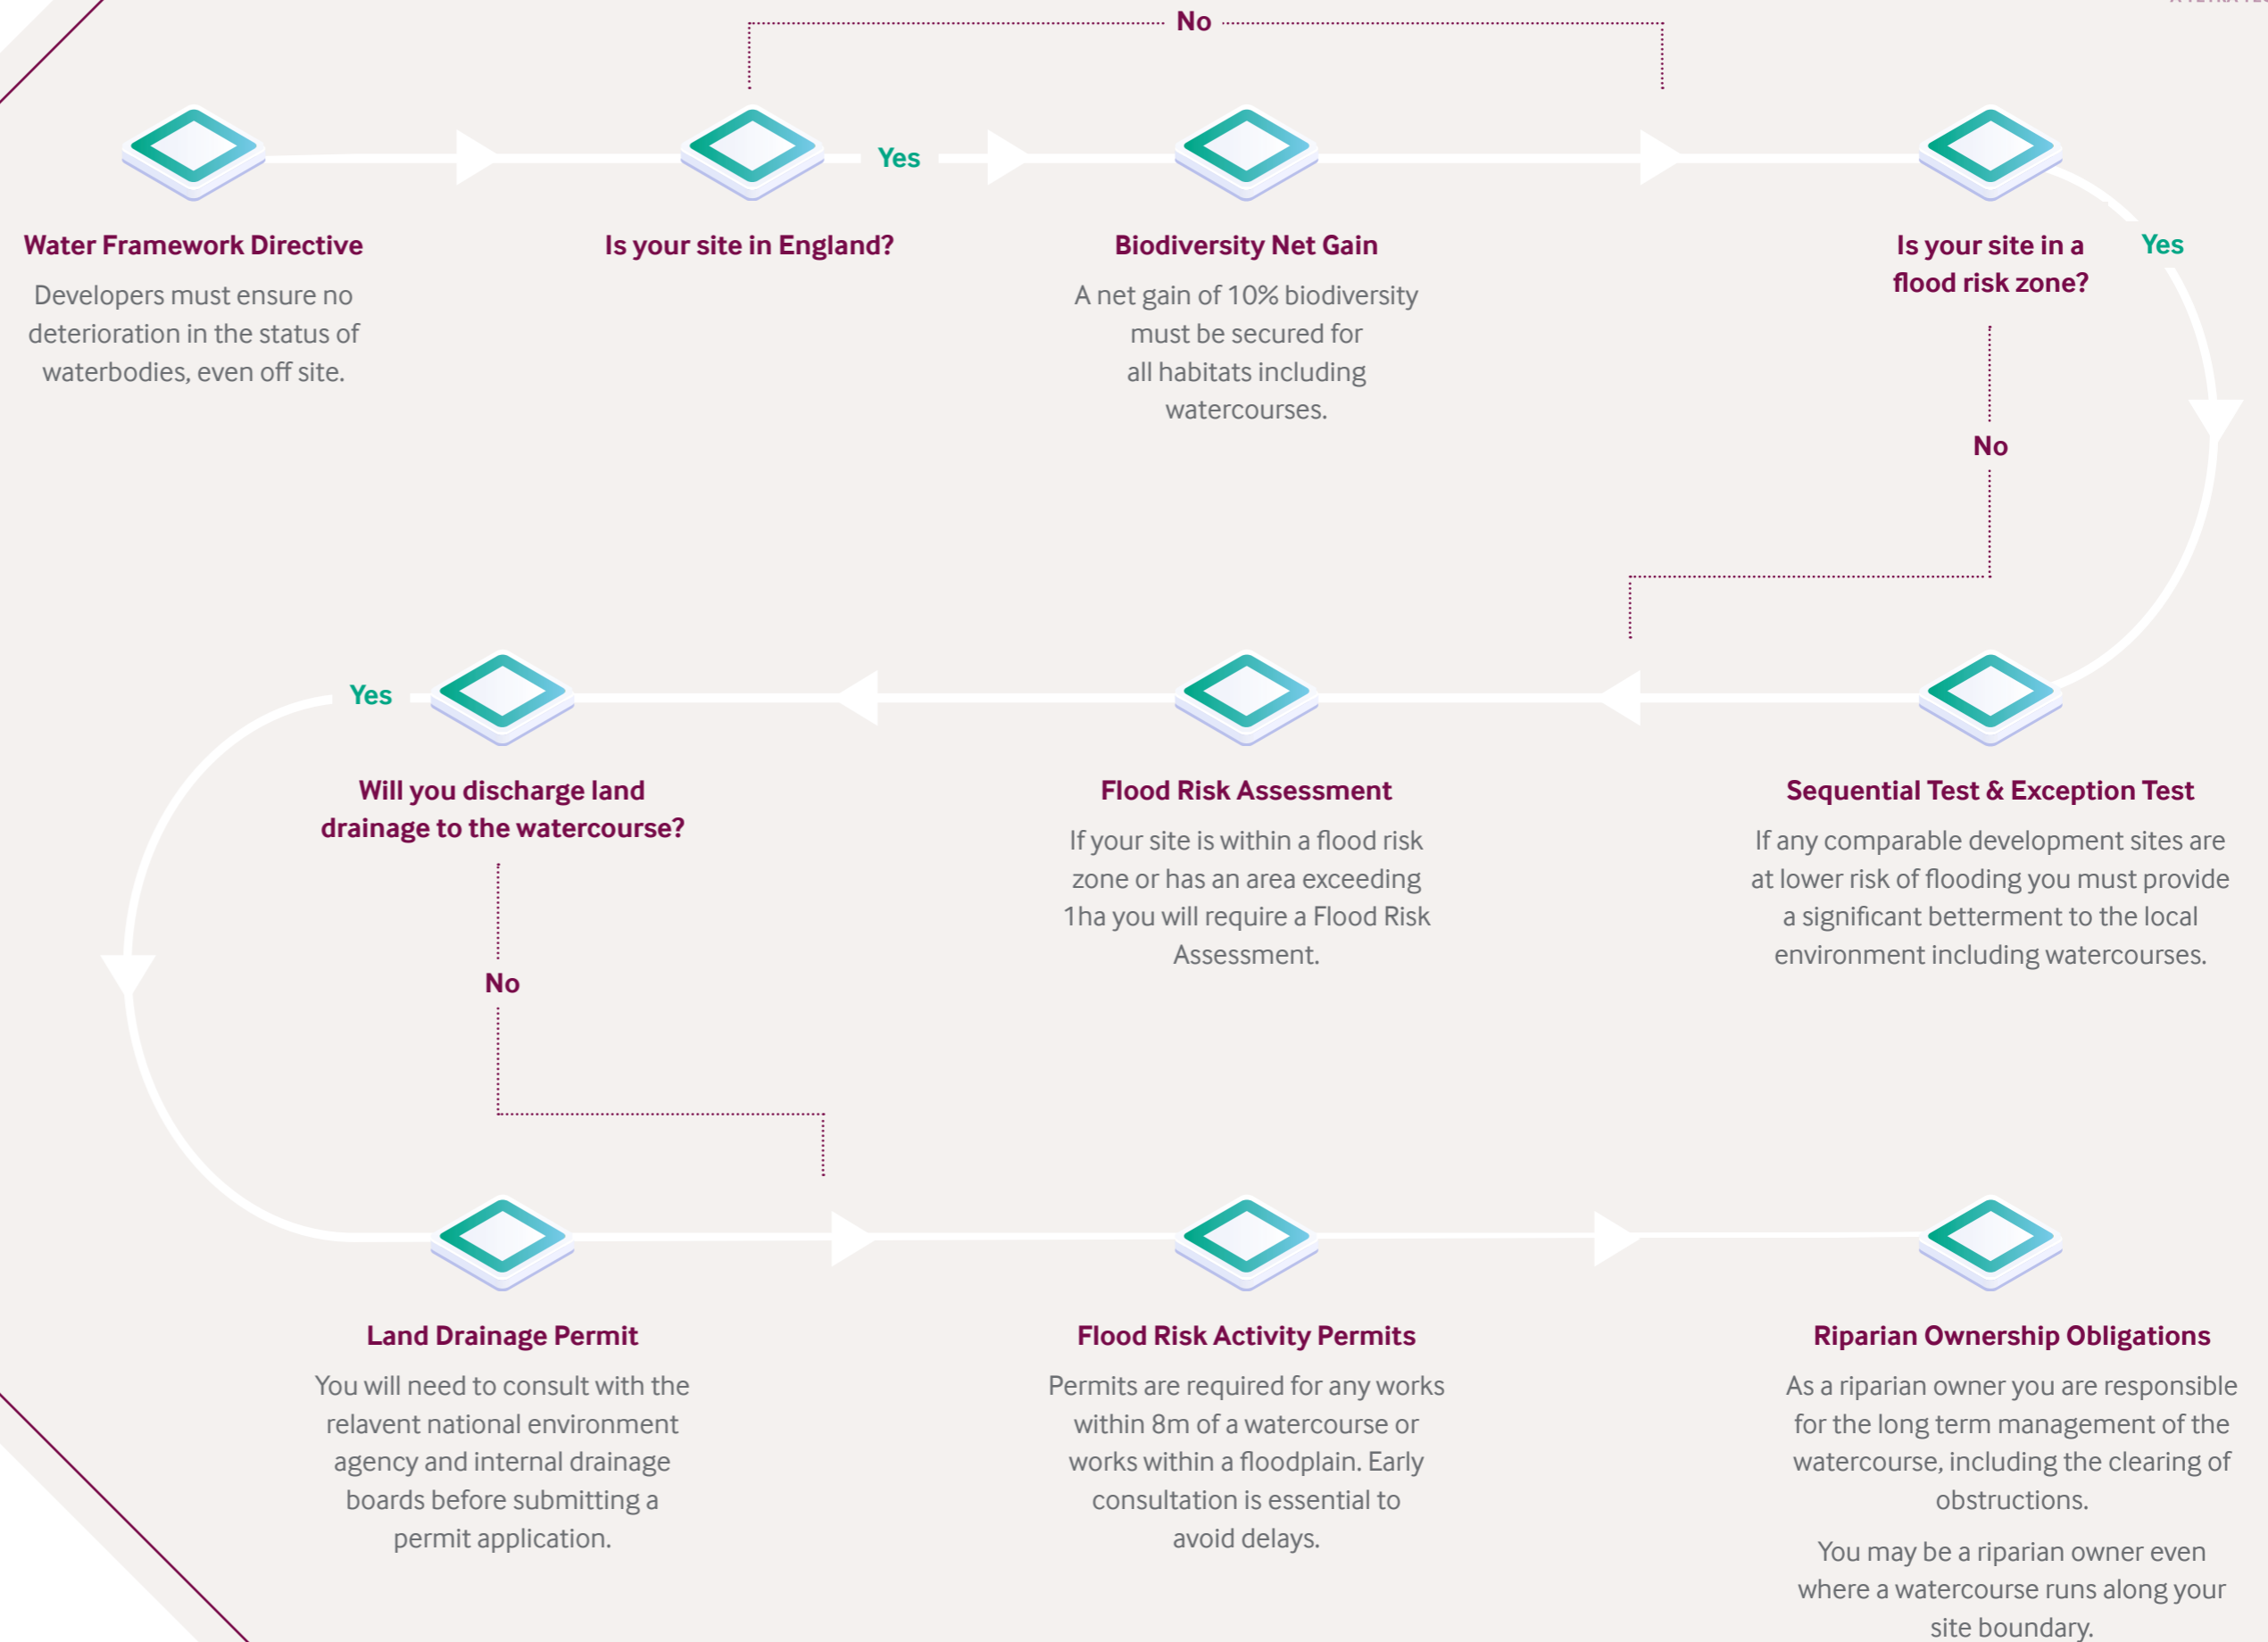 No
Yes
Water Framework Directive
Developers must ensure no
deterioration in the status of
waterbodies, even off site.
Is your site in England?
Biodiversity Net Gain
A net gain of 10% biodiversity
must be secured for
all habitats including
watercourses.
Is your site in a
flood risk zone?
Yes
No
Yes
Will you discharge land
drainage to the watercourse?
No
Flood Risk Assessment
If your site is within a flood risk
zone or has an area exceeding
1ha you will require a Flood Risk
Assessment.
Sequential Test & Exception Test
If any comparable development sites are
at lower risk of flooding you must provide
a significant betterment to the local
environment including watercourses.
Land Drainage Permit
You will need to consult with the
relavent national environment
agency and internal drainage
boards before submitting a
permit application.
Flood Risk Activity Permits
Permits are required for any works
within 8m of a watercourse or
works within a floodplain. Early
consultation is essential to
avoid delays.
Riparian Ownership Obligations
As a riparian owner you are responsible
for the long term management of the
watercourse, including the clearing of
obstructions.
You may be a riparian owner even
where a watercourse runs along your
site boundary.